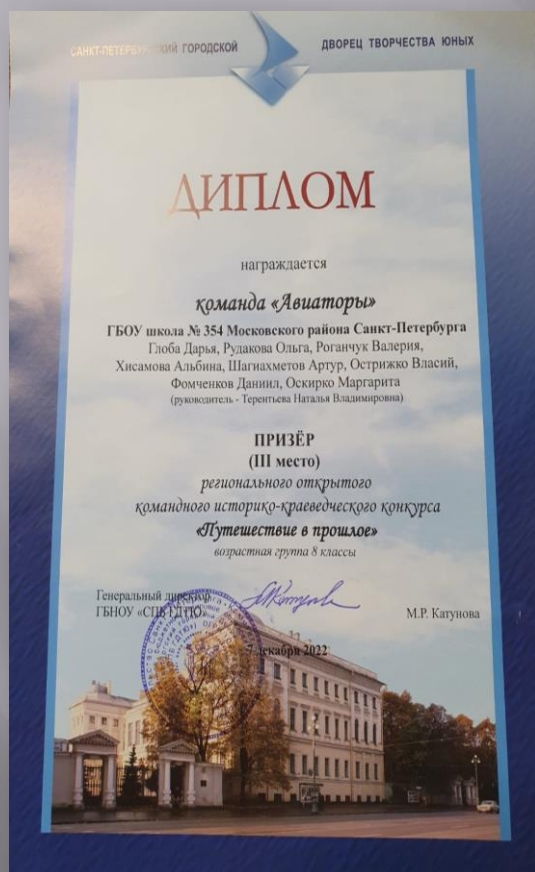 САНКТ-ПЕТЕРБУРГСКИЙ ГОРОДСКОЙ ДВОРЕЦ ТВОРЧЕСТВА ЮНЫХ
ДИПЛОМ
награждается
команда «Авиаторы»
ГБОУ школа № 354 Московского района Санкт-Петербурга
Глоба Дарья, Рудакова Ольга, Роганчук Валерия,
Хисамова Альбина, Шагиахметов Артур, Острижко Власий,
Фомченков Даниил, Оскирко Маргарита
(руководитель - Терентьева Наталья Владимировна)
ПРИЗЁР
(III место)
регионального открытого
командного историко-краеведческого конкурса
«Путешествие в прошлое»
возрастная группа 8 классы
Генеральный директор
ГБНОУ «СПБ ГДТЮ» М.Р. Катунова
7 декабря 2022